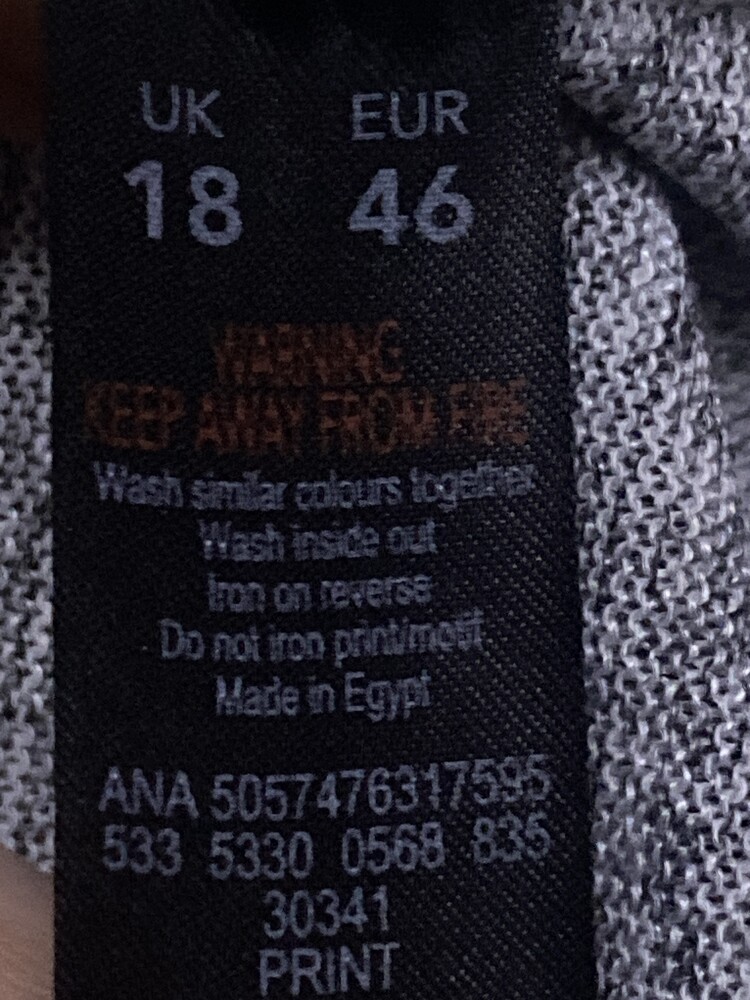 UK EUR
18 46
WARNING
KEEP AWAY FROM FIRE
Wash similar colours together
Wash inside out
Iron on reverse
Do not iron print/motif
Made in Egypt
ANA 5057476317595
533 5330 0568 835
30341
PRINT